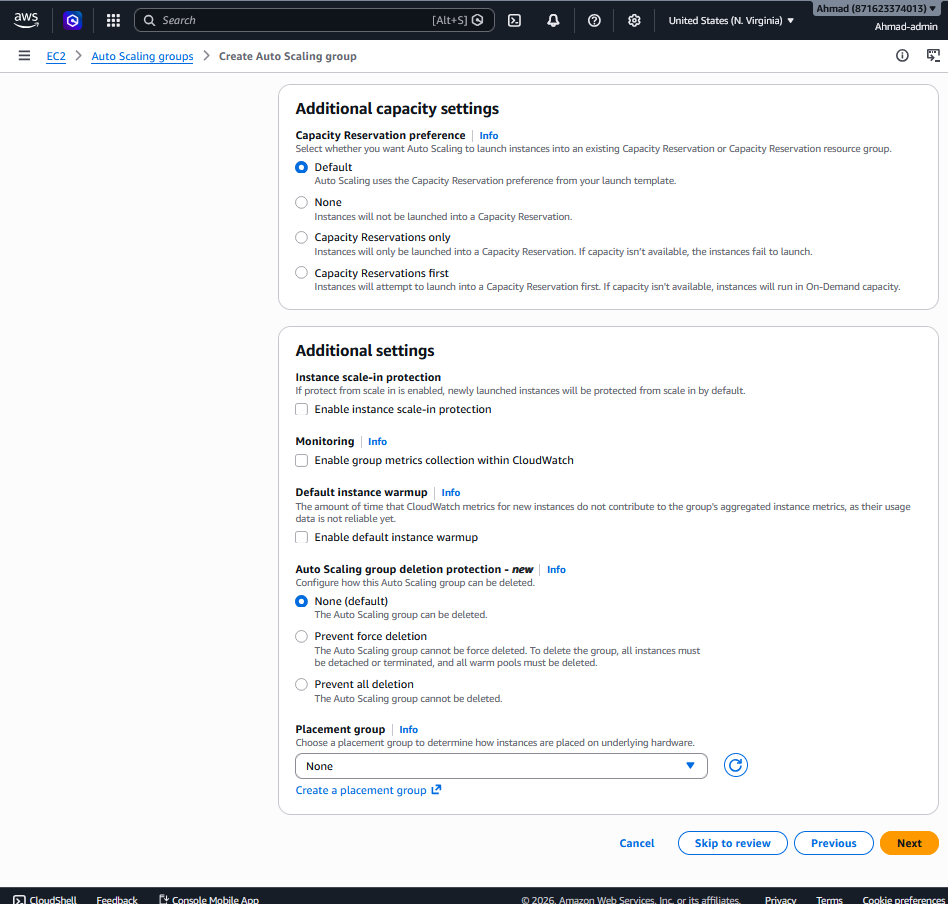 aws
Search
[Alt+S]
United States (N. Virginia)
Ahmad (871623374013)
Ahmad-admin
EC2
Auto Scaling groups
Create Auto Scaling group
Additional capacity settings
Capacity Reservation preference
Info
Select whether you want Auto Scaling to launch instances into an existing Capacity Reservation or Capacity Reservation resource group.
Default
Auto Scaling uses the Capacity Reservation preference from your launch template.
None
Instances will not be launched into a Capacity Reservation.
Capacity Reservations only
Instances will only be launched into a Capacity Reservation. If capacity isn't available, the instances fail to launch.
Capacity Reservations first
Instances will attempt to launch into a Capacity Reservation first. If capacity isn't available, instances will run in On-Demand capacity.
Additional settings
Instance scale-in protection
If protect from scale in is enabled, newly launched instances will be protected from scale in by default.
Enable instance scale-in protection
Monitoring
Info
Enable group metrics collection within CloudWatch
Default instance warmup
Info
The amount of time that CloudWatch metrics for new instances do not contribute to the group's aggregated instance metrics, as their usage
data is not reliable yet.
Enable default instance warmup
Auto Scaling group deletion protection - new
Info
Configure how this Auto Scaling group can be deleted.
None (default)
The Auto Scaling group can be deleted.
Prevent force deletion
The Auto Scaling group cannot be force deleted. To delete the group, all instances must
be detached or terminated, and all warm pools must be deleted.
Prevent all deletion
The Auto Scaling group cannot be deleted.
Placement group
Info
Choose a placement group to determine how instances are placed on underlying hardware.
None
Create a placement group
Cancel
Skip to review
Previous
Next
CloudShell
Feedback
Console Mobile App
© 2026, Amazon Web Services, Inc. or its affiliates.
Privacy
Terms
Cookie preferences